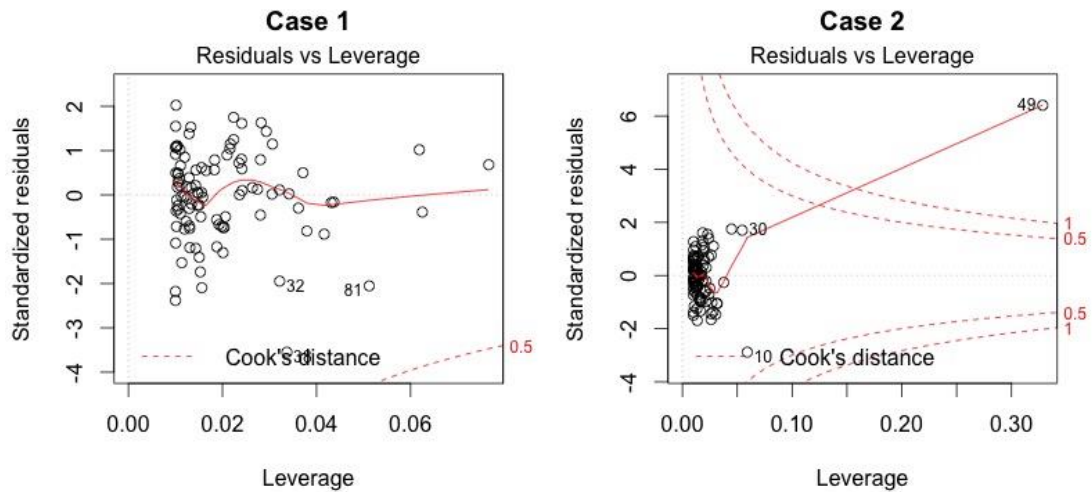 Case 1
Residuals vs Leverage
Standardized residuals
2
1
0
-1
-2
-3
-4
32
81
Cook's distance
0.5
0.00 0.02 0.04 0.06
Leverage
Case 2
Residuals vs Leverage
Standardized residuals
6
4
2
0
-2
-4
49
30
10
Cook's distance
1
0.5
0.5
1
0.00 0.10 0.20 0.30
Leverage